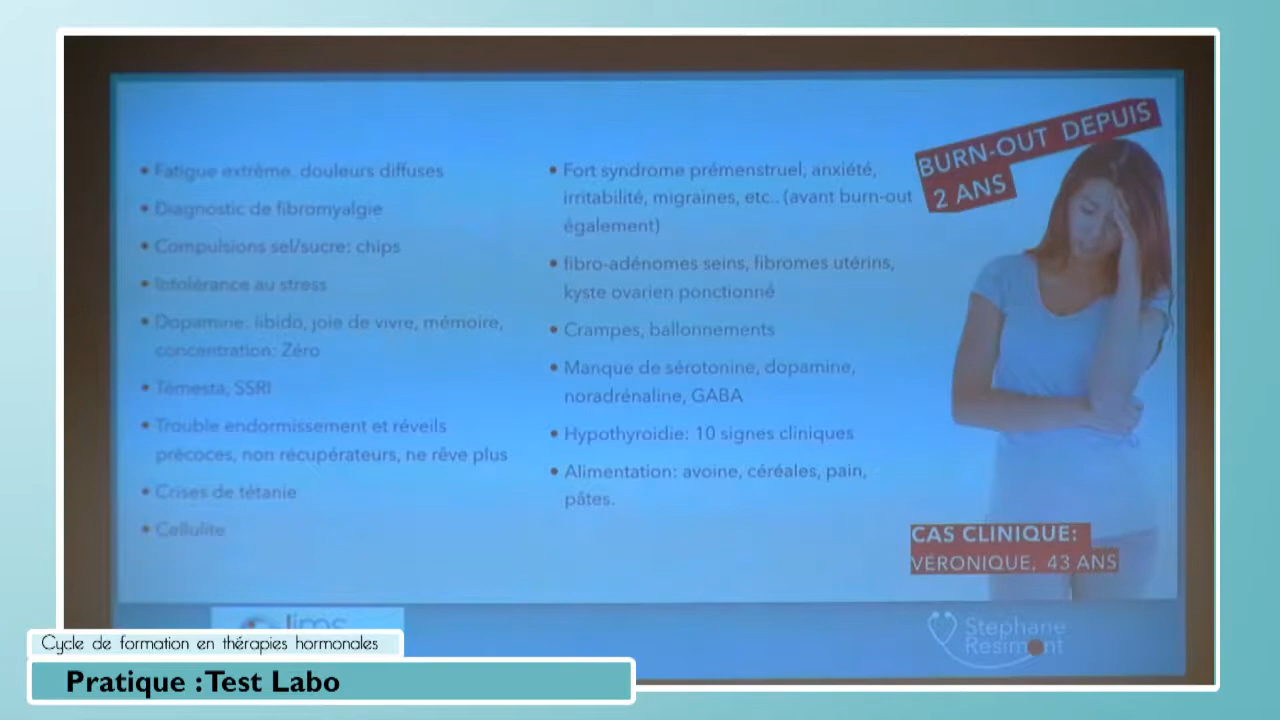 BURN-OUT DEPUIS
2 ANS
• Fatigue extrême, douleurs diffuses
• Diagnostic de fibromyalgie
• Compulsions sel/sucre: chips
• Intolérance au stress
• Dopamine: libido, joie de vivre, mémoire,
concentration: Zéro
• Témesta, SSRI
• Trouble endormissement et réveils
précoces, non récupérateurs, ne rêve plus
• Crises de tétanie
• Cellulite
• Fort syndrome prémenstruel, anxiété,
irritabilité, migraines, etc.. (avant burn-out
également)
• fibro-adénomes seins, fibromes utérins,
kyste ovarien ponctionné
• Crampes, ballonnements
• Manque de sérotonine, dopamine,
noradrénaline, GABA
• Hypothyroidie: 10 signes cliniques
• Alimentation: avoine, céréales, pain,
pâtes.
CAS CLINIQUE:
VÉRONIQUE, 43 ANS
Stephane
Resimont
Cycle de formation en thérapies hormonales
Pratique : Test Labo